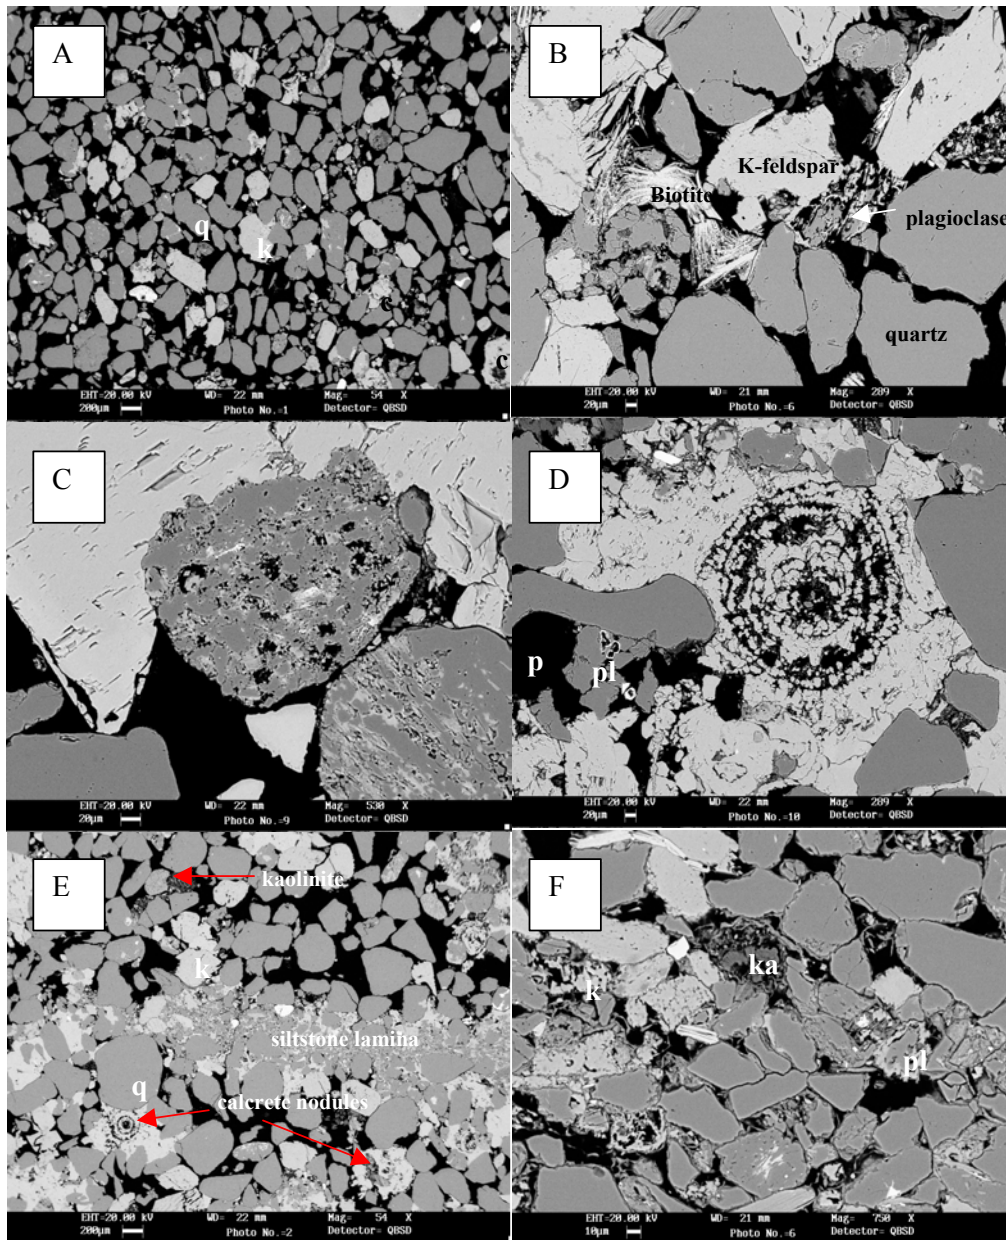 A
q
k
c
c
EHT=20.00 kV WD= 22 mm Mag= 54 X
200µm Photo No.=1 Detector= QBSD
B
K-feldspar
Biotite
plagioclase
quartz
EHT=20.00 kV WD= 21 mm Mag= 289 X
20µm Photo No.=6 Detector= QBSD
C
EHT=20.00 kV WD= 22 mm Mag= 530 X
20µm Photo No.=9 Detector= QBSD
D
p
pl
EHT=20.00 kV WD= 22 mm Mag= 289 X
20µm Photo No.=10 Detector= QBSD
E
kaolinite
k
siltstone lamina
q
calcrete nodules
EHT=20.00 kV WD= 22 mm Mag= 54 X
200µm Photo No.=2 Detector= QBSD
F
ka
k
pl
EHT=20.00 kV WD= 21 mm Mag= 750 X
10µm Photo No.=6 Detector= QBSD